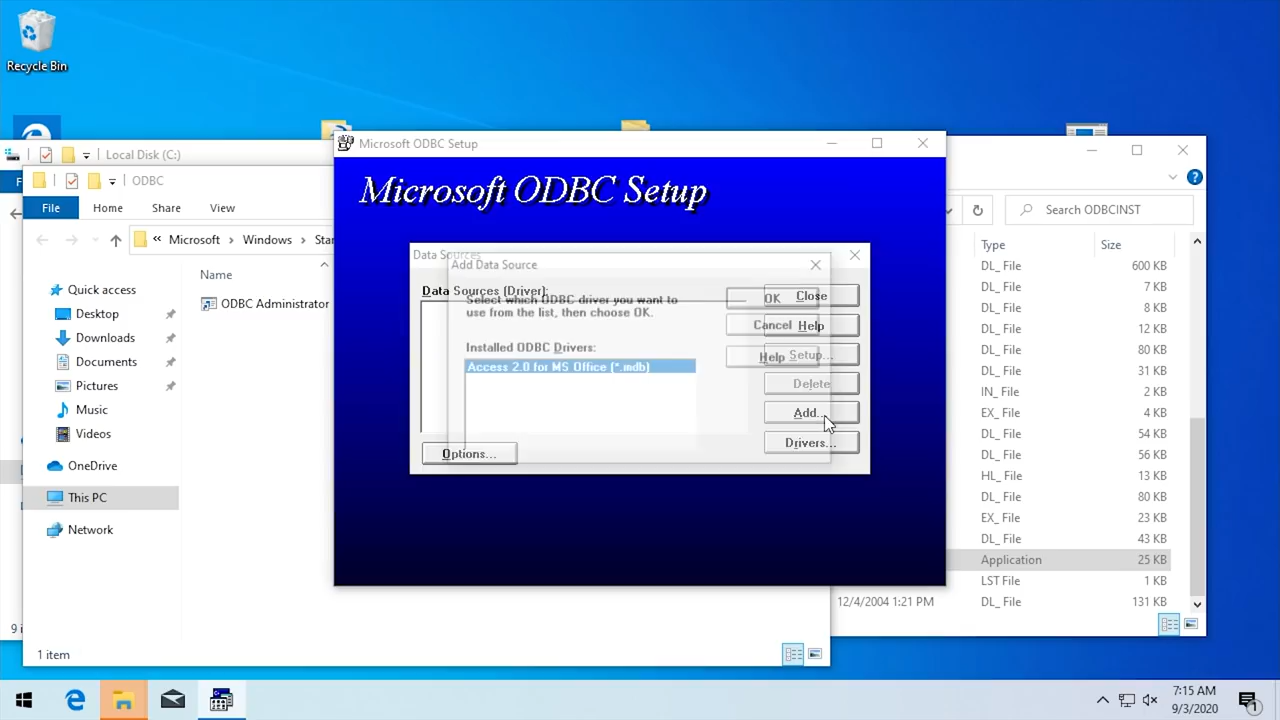 Recycle Bin
Local Disk (C:)
ODBC
File
Home
Share
View
« Microsoft > Windows > Star
Name
Quick access
Desktop
Downloads
Documents
Pictures
Music
Videos
OneDrive
This PC
Network
ODBC Administrator
1 item
Microsoft ODBC Setup
Microsoft ODBC Setup
Data Sources
Add Data Source
Data Sources (Driver):
Select which ODBC driver you want to
use from the list, then choose OK.
Installed ODBC Drivers:
Access 2.0 for MS Office (*.mdb)
OK
Cancel
Help
Close
Help
Setup...
Delete
Add...
Drivers...
Options...
Search ODBCINST
Type Size
DL_ File 600 KB
DL_ File 7 KB
DL_ File 8 KB
DL_ File 12 KB
DL_ File 80 KB
DL_ File 31 KB
IN_ File 2 KB
EX_ File 4 KB
DL_ File 54 KB
DL_ File 56 KB
HL_ File 13 KB
DL_ File 80 KB
EX_ File 23 KB
DL_ File 43 KB
Application 25 KB
LST File 1 KB
12/4/2004 1:21 PM DL_ File 131 KB
7:15 AM
9/3/2020
1